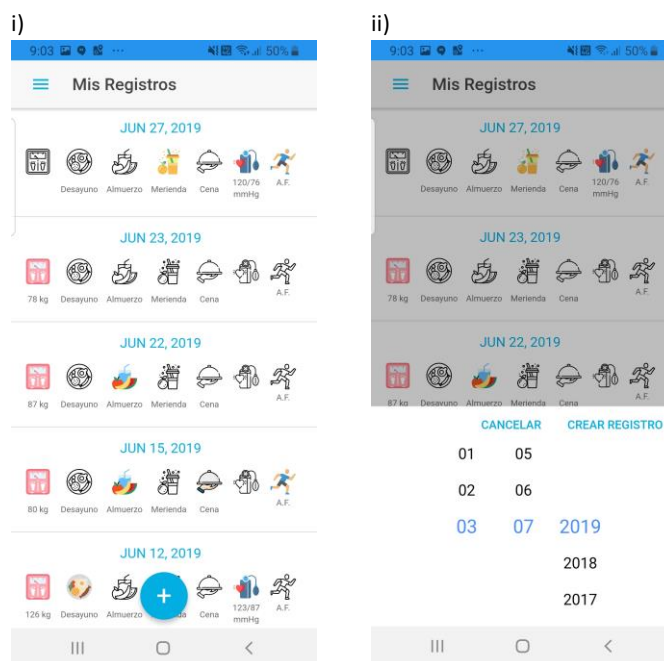 i)
9:03 ... 50%
Mis Registros
JUN 27, 2019
Desayuno Almuerzo Merienda Cena 120/76 mmHg A.F.
JUN 23, 2019
78 kg Desayuno Almuerzo Merienda Cena A.F.
JUN 22, 2019
87 kg Desayuno Almuerzo Merienda Cena A.F.
JUN 15, 2019
80 kg Desayuno Almuerzo Merienda Cena A.F.
JUN 12, 2019
126 kg Desayuno Almuerzo da Cena 123/87 mmHg A.F.
ii)
9:03 ... 50%
Mis Registros
JUN 27, 2019
Desayuno Almuerzo Merienda Cena 120/76 mmHg A.F.
JUN 23, 2019
78 kg Desayuno Almuerzo Merienda Cena A.F.
JUN 22, 2019
87 kg Desayuno Almuerzo Merienda Cena A.F.
CANCELAR CREAR REGISTRO
01 05
02 06
03 07 2019
2018
2017